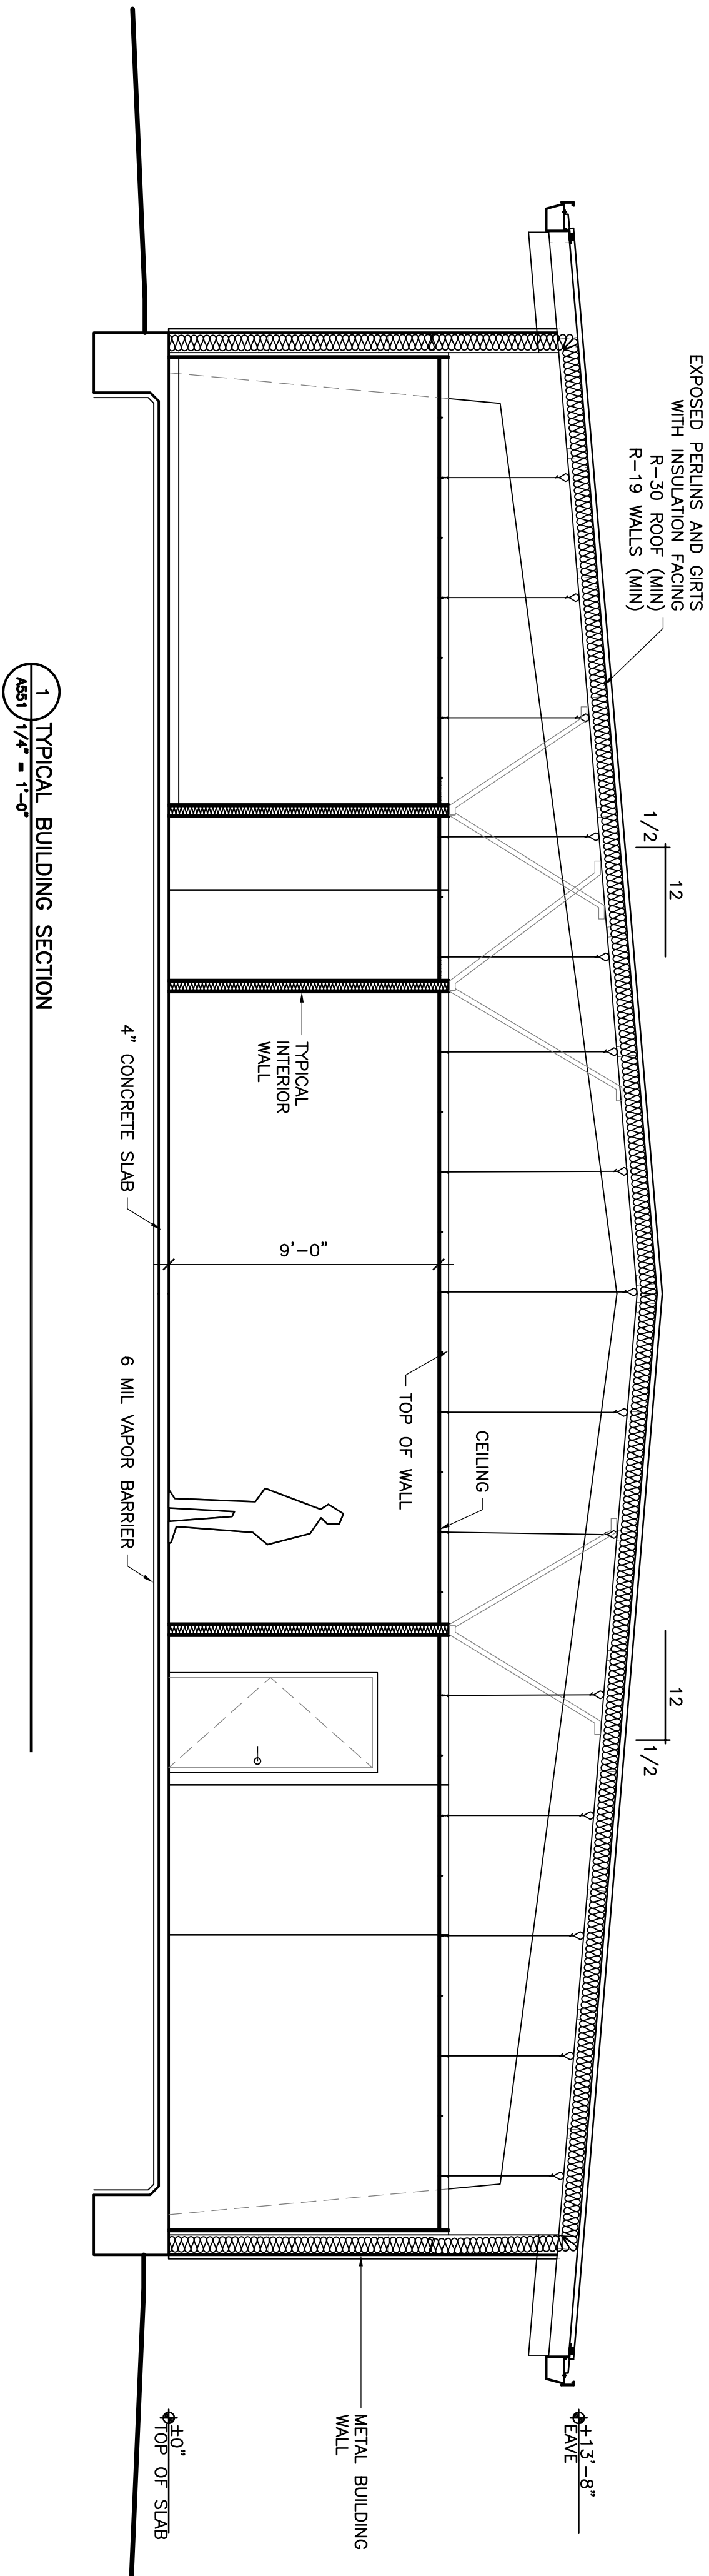 EXPOSED PERLINS AND GIRTS
WITH INSULATION FACING
R-30 ROOF (MIN)
R-19 WALLS (MIN)
12
1/2
12
1/2
+13'-8"
EAVE
CEILING
TOP OF WALL
METAL BUILDING
WALL
9'-0"
TYPICAL
INTERIOR
WALL
±0"
TOP OF SLAB
4" CONCRETE SLAB
6 MIL VAPOR BARRIER
1
A551
TYPICAL BUILDING SECTION
1/4" = 1'-0"